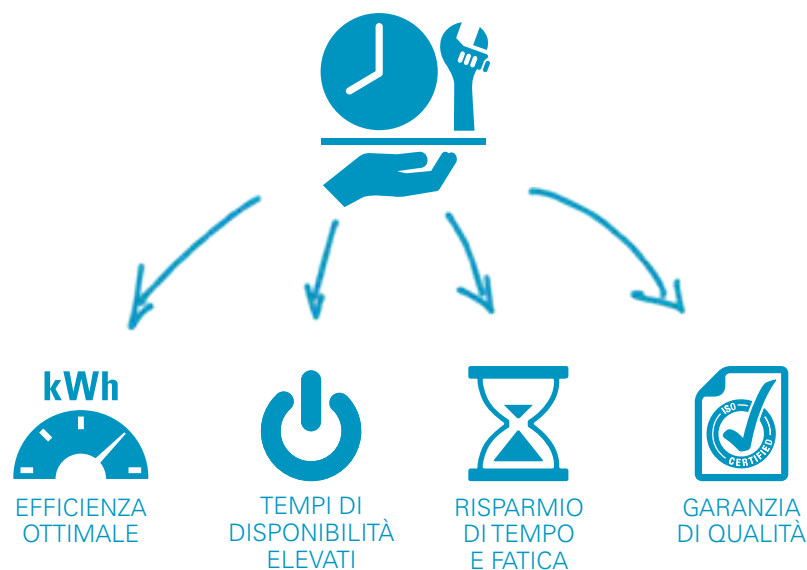 kWh
EFFICIENZA
OTTIMALE
TEMPI DI
DISPONIBILITÀ
ELEVATI
RISPARMIO
DI TEMPO
E FATICA
ISO
CERTIFIED
GARANZIA
DI QUALITÀ